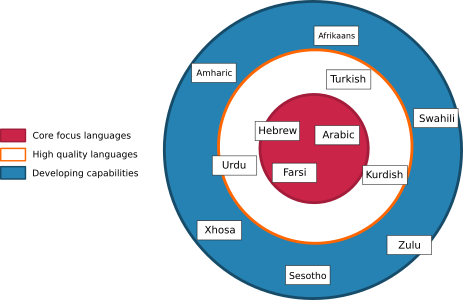 Afrikaans
Amharic
Turkish
Swahili
Hebrew
Arabic
Core focus languages
High quality languages
Developing capabilities
Urdu
Farsi
Kurdish
Xhosa
Zulu
Sesotho